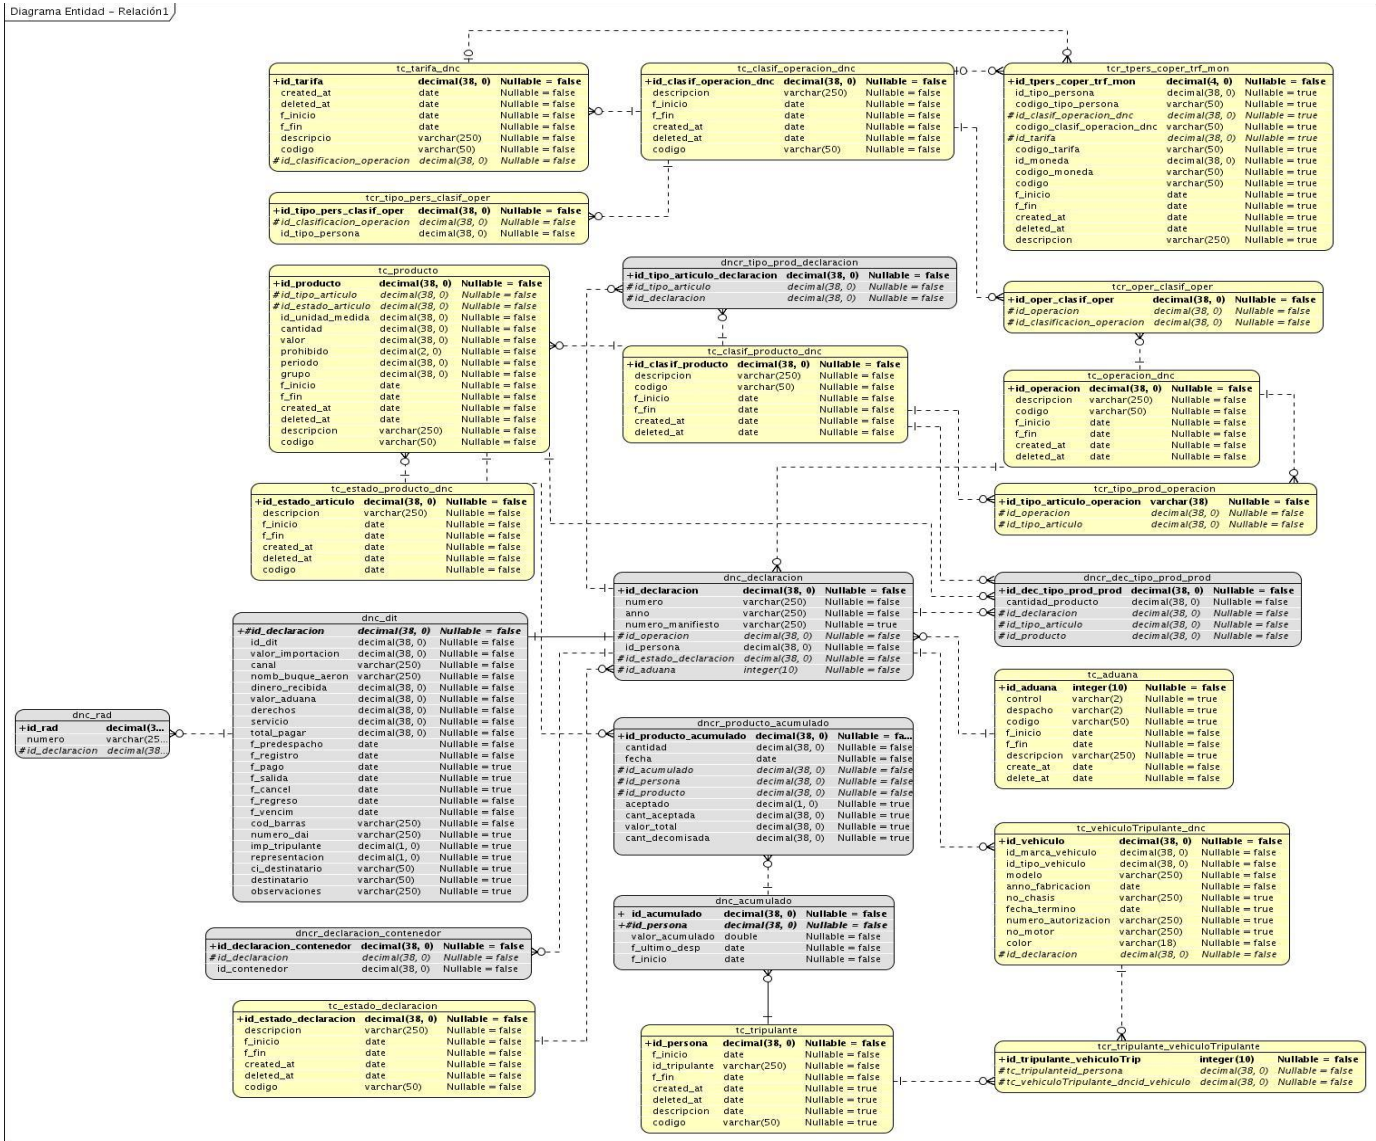 Diagrama Entidad - Relación1
tc_tarifa_dnc
+id_tarifa decimal(38, 0) Nullable = false
created_at date Nullable = false
deleted_at date Nullable = false
f_inicio date Nullable = false
f_fin date Nullable = false
descripcio varchar(250) Nullable = false
codigo varchar(50) Nullable = false
#id_clasificacion_operacion decimal(38, 0) Nullable = false
tc_clasif_operacion_dnc
+id_clasif_operacion_dnc decimal(38, 0) Nullable = false
descripcion varchar(250) Nullable = false
f_inicio date Nullable = false
f_fin date Nullable = false
created_at date Nullable = false
deleted_at date Nullable = false
codigo varchar(50) Nullable = false
tcr_tpers_coper_trf_mon
+id_tpers_coper_trf_mon decimal(4, 0) Nullable = false
id_tipo_persona decimal(38, 0) Nullable = true
codigo_tipo_persona varchar(50) Nullable = true
#id_clasif_operacion_dnc decimal(38, 0) Nullable = true
codigo_clasif_operacion_dnc varchar(50) Nullable = true
#id_tarifa decimal(38, 0) Nullable = true
codigo_tarifa varchar(50) Nullable = true
id_moneda decimal(38, 0) Nullable = true
codigo_moneda varchar(50) Nullable = true
codigo varchar(50) Nullable = true
f_inicio date Nullable = true
f_fin date Nullable = true
created_at date Nullable = true
deleted_at date Nullable = true
descripcion varchar(250) Nullable = true
tcr_tipo_pers_clasif_oper
+id_tipo_pers_clasif_oper decimal(38, 0) Nullable = false
#id_clasificacion_operacion decimal(38, 0) Nullable = false
id_tipo_persona decimal(38, 0) Nullable = false
dncr_tipo_prod_declaracion
+id_tipo_articulo_declaracion decimal(38, 0) Nullable = false
#id_tipo_articulo decimal(38, 0) Nullable = false
#id_declaracion decimal(38, 0) Nullable = false
tc_producto
+id_producto decimal(38, 0) Nullable = false
#id_tipo_articulo decimal(38, 0) Nullable = false
#id_estado_articulo decimal(38, 0) Nullable = false
id_unidad_medida decimal(38, 0) Nullable = false
cantidad decimal(38, 0) Nullable = false
valor decimal(38, 0) Nullable = false
prohibido decimal(2, 0) Nullable = false
periodo decimal(38, 0) Nullable = false
grupo decimal(38, 0) Nullable = false
f_inicio date Nullable = false
f_fin date Nullable = false
created_at date Nullable = false
deleted_at date Nullable = false
descripcion varchar(250) Nullable = false
codigo varchar(50) Nullable = false
tcr_oper_clasif_oper
+id_oper_clasif_oper decimal(38, 0) Nullable = false
#id_operacion decimal(38, 0) Nullable = false
#id_clasificacion_operacion decimal(38, 0) Nullable = false
tc_clasif_producto_dnc
+id_clasif_producto decimal(38, 0) Nullable = false
descripcion varchar(250) Nullable = false
codigo varchar(50) Nullable = false
f_inicio date Nullable = false
f_fin date Nullable = false
created_at date Nullable = false
deleted_at date Nullable = false
tc_operacion_dnc
+id_operacion decimal(38, 0) Nullable = false
descripcion varchar(250) Nullable = false
codigo varchar(50) Nullable = false
f_inicio date Nullable = false
f_fin date Nullable = false
created_at date Nullable = false
deleted_at date Nullable = false
tc_estado_producto_dnc
+id_estado_articulo decimal(38, 0) Nullable = false
descripcion varchar(250) Nullable = false
f_inicio date Nullable = false
f_fin date Nullable = false
created_at date Nullable = false
deleted_at date Nullable = false
codigo date Nullable = false
tcr_tipo_prod_operacion
+id_tipo_articulo_operacion varchar(38) Nullable = false
#id_operacion decimal(38, 0) Nullable = false
#id_tipo_articulo decimal(38, 0) Nullable = false
dnc_declaracion
+id_declaracion decimal(38, 0) Nullable = false
numero varchar(250) Nullable = false
anno varchar(250) Nullable = false
numero_manifiesto varchar(250) Nullable = true
#id_operacion decimal(38, 0) Nullable = false
id_persona decimal(38, 0) Nullable = false
#id_estado_declaracion decimal(38, 0) Nullable = false
#id_aduana integer(10) Nullable = false
dncr_dec_tipo_prod_prod
+id_dec_tipo_prod_prod decimal(38, 0) Nullable = false
cantidad_producto decimal(38, 0) Nullable = false
#id_declaracion decimal(38, 0) Nullable = false
#id_tipo_articulo decimal(38, 0) Nullable = false
#id_producto decimal(38, 0) Nullable = false
dnc_dit
+#id_declaracion decimal(38, 0) Nullable = false
id_dit decimal(38, 0) Nullable = false
valor_importacion decimal(38, 0) Nullable = false
canal varchar(250) Nullable = false
nomb_buque_aeron varchar(250) Nullable = false
dinero_recibida decimal(38, 0) Nullable = false
valor_aduana decimal(38, 0) Nullable = false
derechos decimal(38, 0) Nullable = false
servicio decimal(38, 0) Nullable = false
total_pagar decimal(38, 0) Nullable = false
f_predespacho date Nullable = false
f_registro date Nullable = false
f_pago date Nullable = true
f_salida date Nullable = true
f_cancel date Nullable = true
f_regreso date Nullable = false
f_vencim date Nullable = false
cod_barras varchar(250) Nullable = false
numero_dai varchar(250) Nullable = true
imp_tripulante decimal(1, 0) Nullable = true
representacion decimal(1, 0) Nullable = true
ci_destinatario varchar(50) Nullable = true
destinatario varchar(50) Nullable = true
observaciones varchar(250) Nullable = true
tc_aduana
+id_aduana integer(10) Nullable = false
control varchar(2) Nullable = true
despacho varchar(2) Nullable = true
codigo varchar(50) Nullable = true
f_inicio date Nullable = false
f_fin date Nullable = false
descripcion varchar(250) Nullable = true
create_at date Nullable = false
delete_at date Nullable = false
dnc_rad
+id_rad decimal(3...
numero varchar(25...
#id_declaracion decimal(38...
dncr_producto_acumulado
+id_producto_acumulado decimal(38, 0) Nullable = fa...
cantidad decimal(38, 0) Nullable = false
fecha date Nullable = false
#id_acumulado decimal(38, 0) Nullable = false
#id_persona decimal(38, 0) Nullable = false
#id_producto decimal(38, 0) Nullable = false
aceptado decimal(1, 0) Nullable = true
cant_aceptada decimal(38, 0) Nullable = true
valor_total decimal(38, 0) Nullable = true
cant_decomisada decimal(38, 0) Nullable = true
tc_vehiculoTripulante_dnc
+id_vehiculo decimal(38, 0) Nullable = false
id_marca_vehiculo decimal(38, 0) Nullable = false
id_tipo_vehiculo decimal(38, 0) Nullable = false
modelo varchar(250) Nullable = true
anno_fabricacion date Nullable = false
no_chasis varchar(250) Nullable = true
fecha_termino date Nullable = true
numero_autorizacion varchar(250) Nullable = true
no_motor varchar(250) Nullable = true
color varchar(18) Nullable = false
#id_declaracion decimal(38, 0) Nullable = false
dnc_acumulado
+ id_acumulado decimal(38, 0) Nullable = false
+#id_persona decimal(38, 0) Nullable = false
valor_acumulado double Nullable = false
f_ultimo_desp date Nullable = false
f_inicio date Nullable = false
dncr_declaracion_contenedor
+id_declaracion_contenedor decimal(38, 0) Nullable = false
#id_declaracion decimal(38, 0) Nullable = false
id_contenedor decimal(38, 0) Nullable = false
tc_estado_declaracion
+id_estado_declaracion decimal(38, 0) Nullable = false
descripcion varchar(250) Nullable = false
f_inicio date Nullable = false
f_fin date Nullable = false
created_at date Nullable = false
deleted_at date Nullable = false
codigo varchar(50) Nullable = false
tc_tripulante
+id_persona decimal(38, 0) Nullable = false
f_inicio date Nullable = false
id_tripulante varchar(250) Nullable = false
f_fin date Nullable = false
created_at date Nullable = true
deleted_at date Nullable = true
descripcion date Nullable = true
codigo varchar(50) Nullable = true
tcr_tripulante_vehiculoTripulante
+id_tripulante_vehiculoTrip integer(10) Nullable = false
#tc_tripulanteid_persona decimal(38, 0) Nullable = false
#tc_vehiculoTripulante_dncid_vehiculo decimal(38, 0) Nullable = false